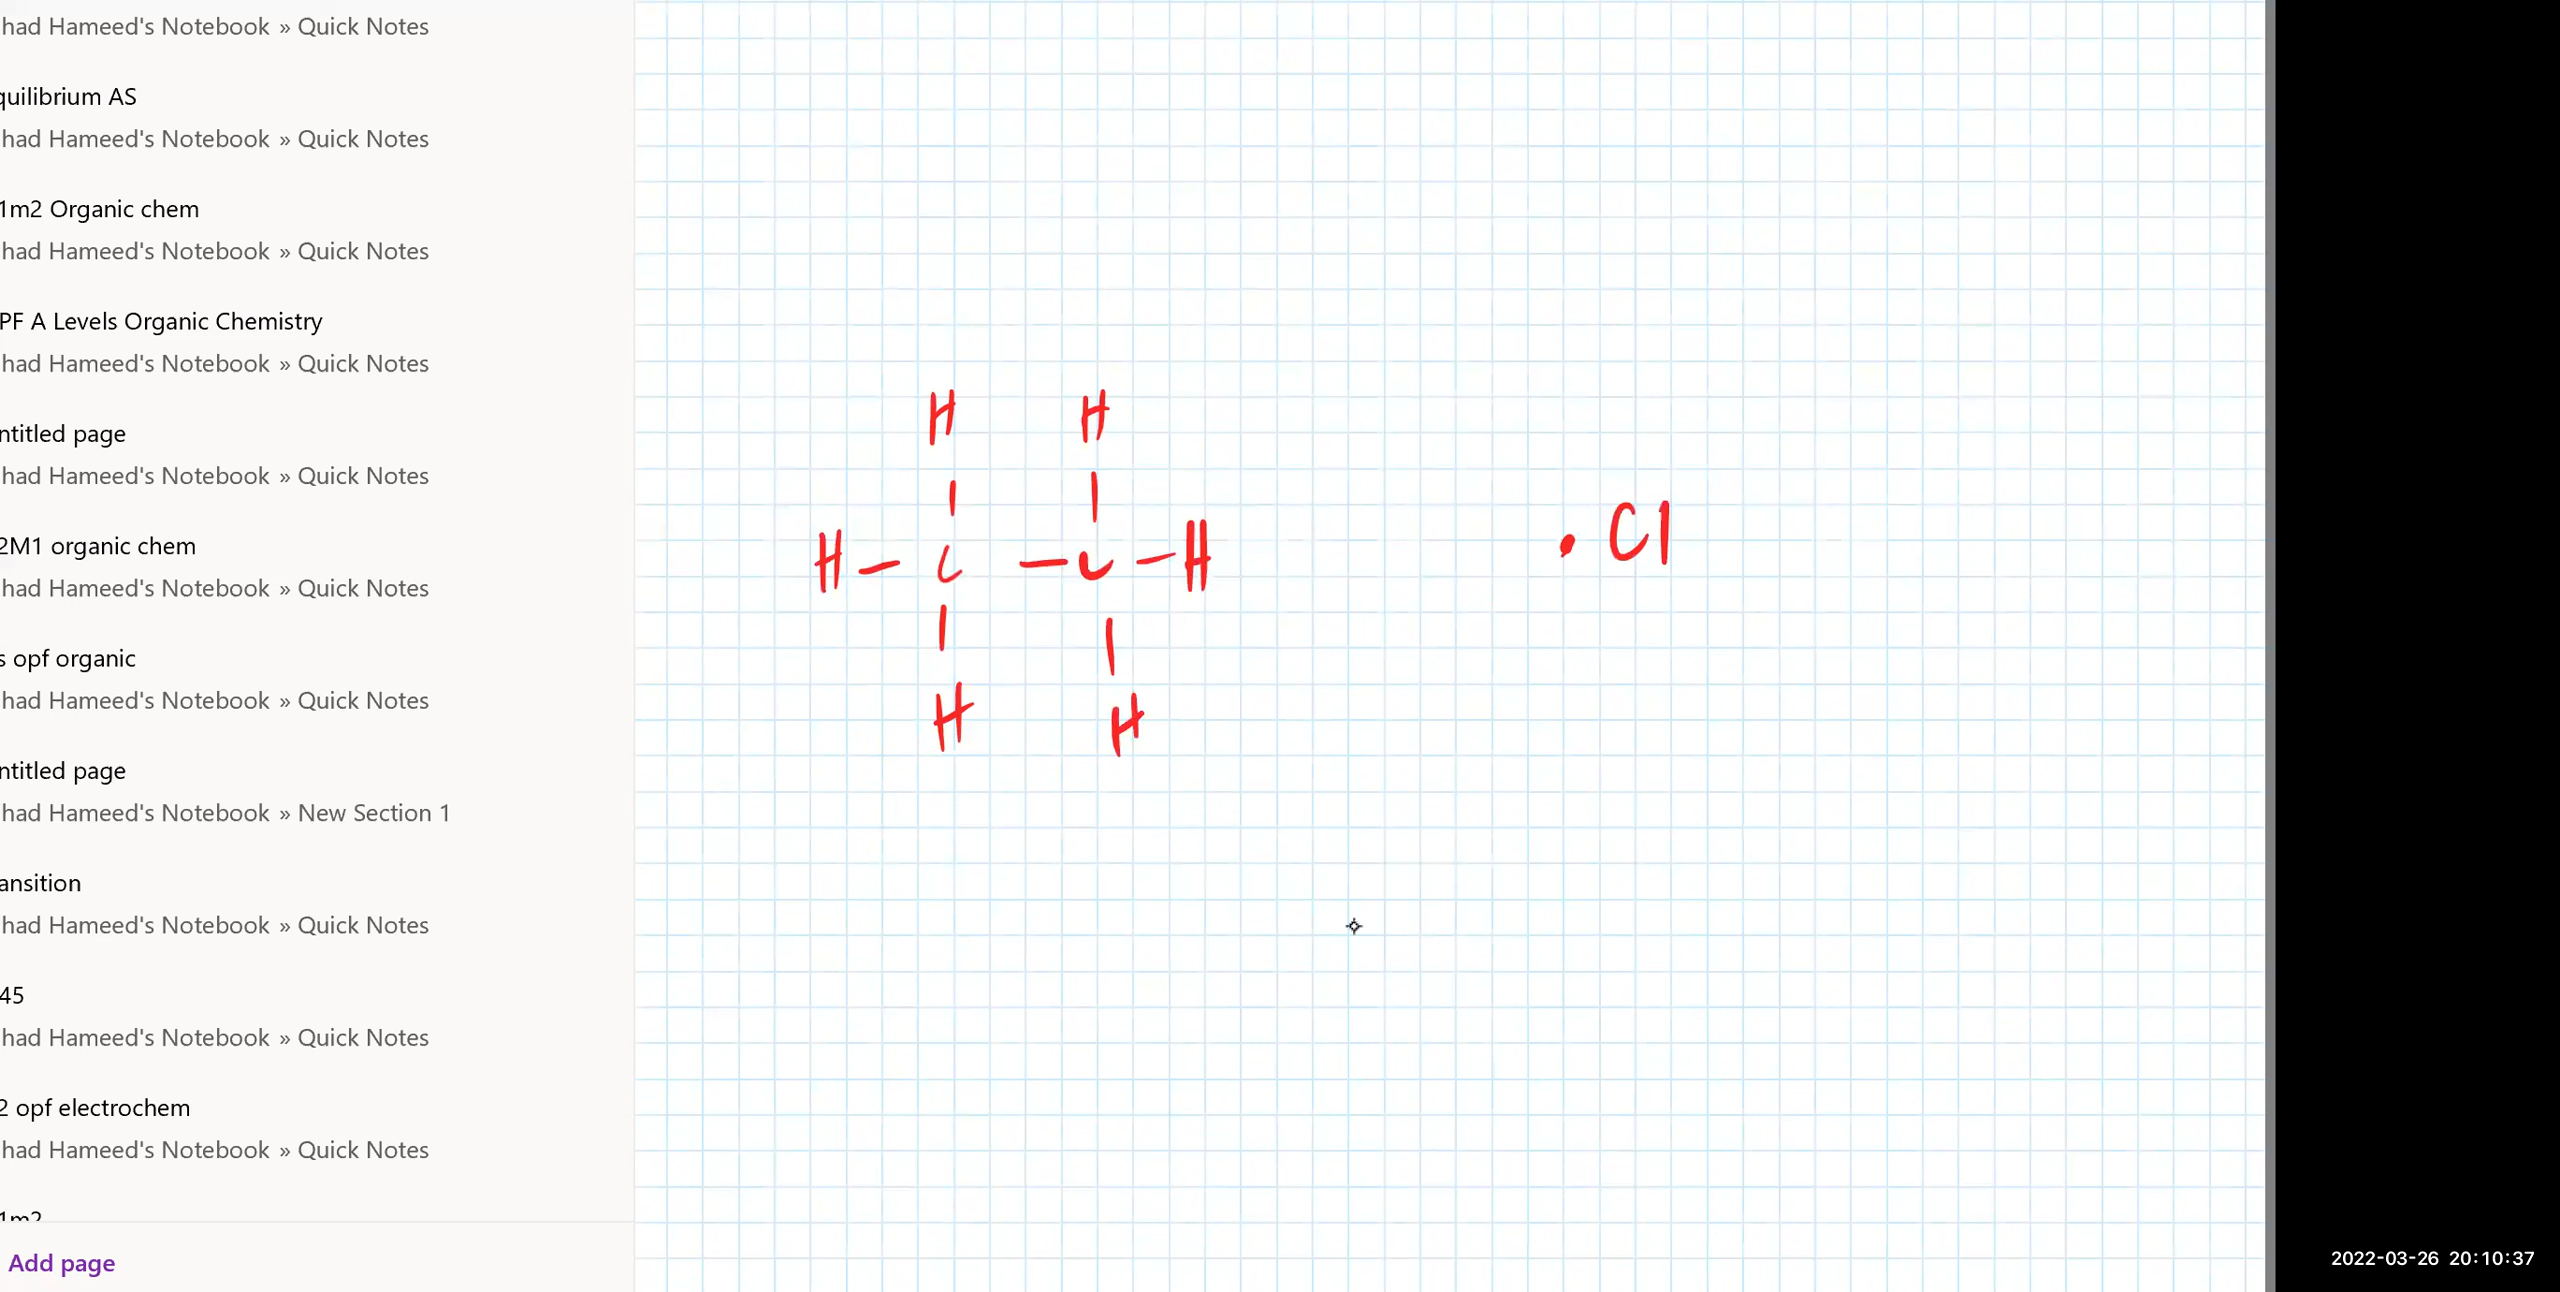 had Hameed's Notebook » Quick Notes
quilibrium AS
had Hameed's Notebook » Quick Notes
1m2 Organic chem
had Hameed's Notebook » Quick Notes
PF A Levels Organic Chemistry
had Hameed's Notebook » Quick Notes
ntitled page
had Hameed's Notebook » Quick Notes
2M1 organic chem
had Hameed's Notebook » Quick Notes
s opf organic
had Hameed's Notebook » Quick Notes
ntitled page
had Hameed's Notebook » New Section 1
ansition
had Hameed's Notebook » Quick Notes
45
had Hameed's Notebook » Quick Notes
2 opf electrochem
had Hameed's Notebook » Quick Notes
1m2
Add page
H H
H - C - C - H
H H
• Cl
2022-03-26 20:10:37